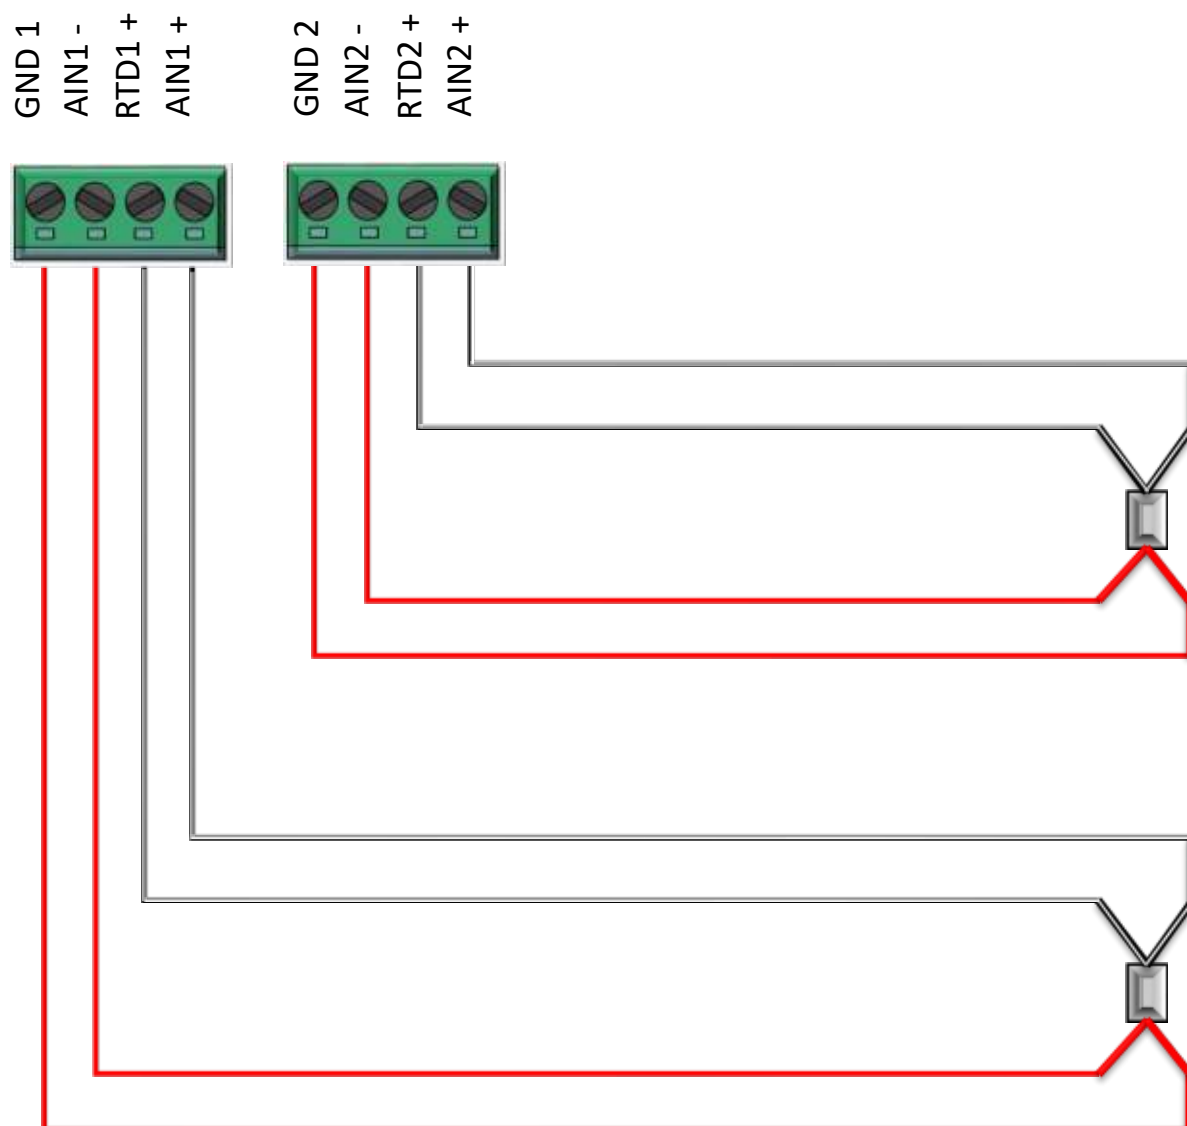 GND 1
AIN1 -
RTD1 +
AIN1 +
GND 2
AIN2 -
RTD2 +
AIN2 +